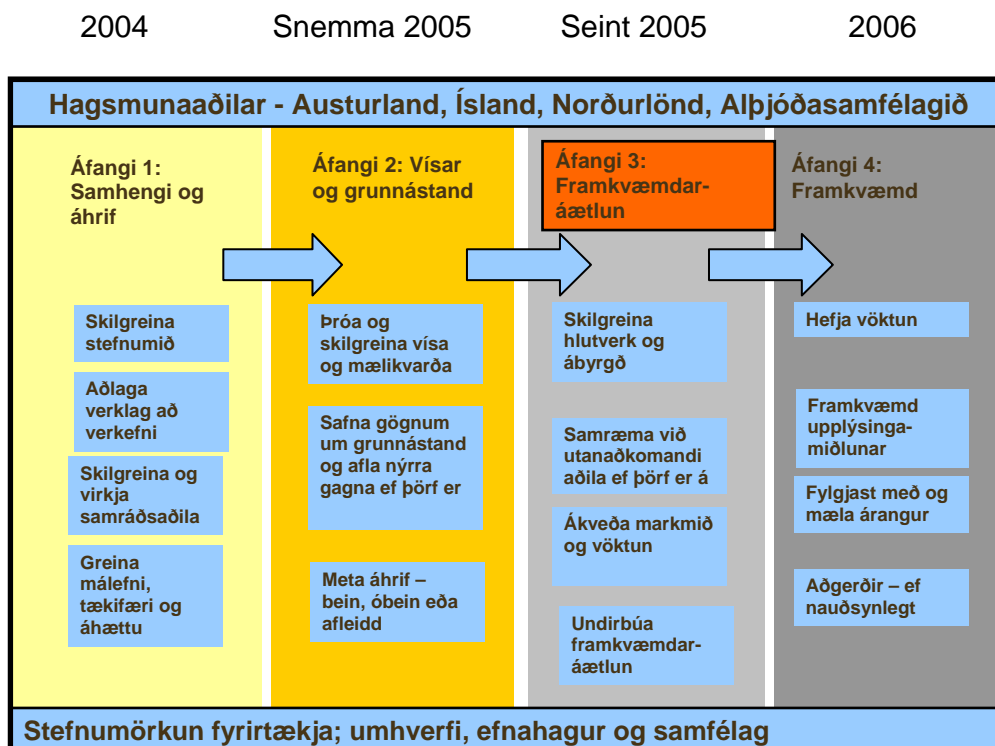 2004
Snemma 2005
Seint 2005
2006
Hagsmunaaðilar - Austurland, Ísland, Norðurlönd, Alþjóðasamfélagið
Áfangi 1:
Samhengi og
áhrif
Skilgreina
stefnumið
Aðlaga
verklag að
verkefni
Skilgreina og
virkja
samráðsaðila
Greina
málefni,
tækifæri og
áhættu
Áfangi 2: Vísar
og grunnástand
Þróa og
skilgreina vísa
og mælikvarða
Safna gögnum
um grunnástand
og afla nýrra
gagna ef þörf er
Meta áhrif –
bein, óbein eða
afleidd
Áfangi 3:
Framkvæmdar-
áætlun
Skilgreina
hlutverk og
ábyrgð
Samræma við
utanaðkomandi
aðila ef þörf er á
Ákveða markmið
og vöktun
Undirbúa
framkvæmdar-
áætlun
Áfangi 4:
Framkvæmd
Hefja vöktun
Framkvæmd
upplýsinga-
miðlunar
Fylgjast með og
mæla árangur
Aðgerðir – ef
nauðsynlegt
Stefnumörkun fyrirtækja; umhverfi, efnahagur og samfélag